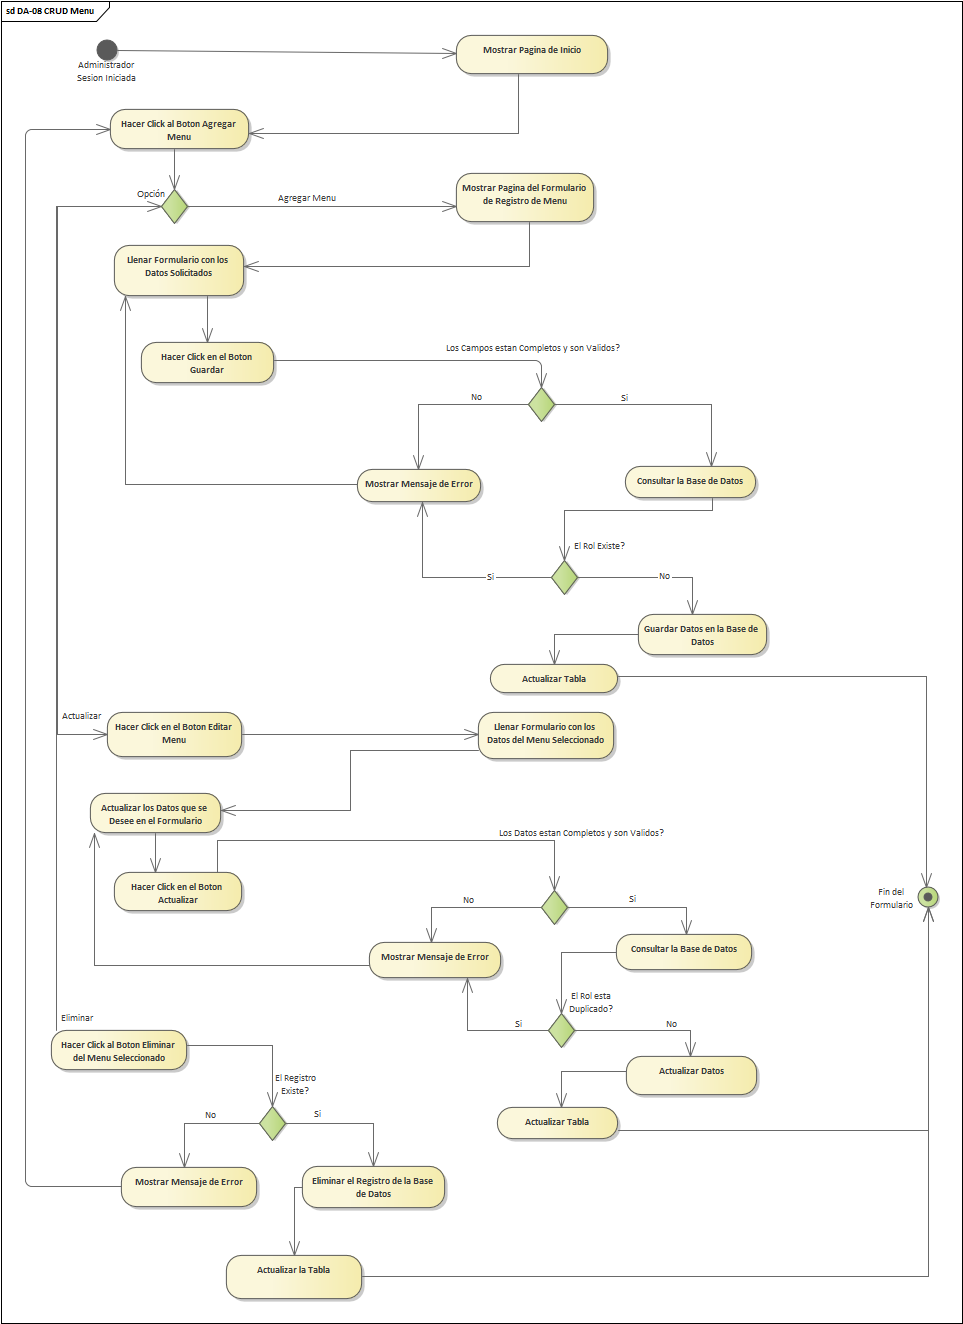 sd DA-08 CRUD Menu
Mostrar Pagina de Inicio
Administrador
Sesion Iniciada
Hacer Click al Boton Agregar
Menu
Opción
Agregar Menu
Mostrar Pagina del Formulario
de Registro de Menu
Llenar Formulario con los
Datos Solicitados
Hacer Click en el Boton
Guardar
Los Campos estan Completos y son Validos?
No
Si
Mostrar Mensaje de Error
Consultar la Base de Datos
El Rol Existe?
Si
No
Guardar Datos en la Base de
Datos
Actualizar Tabla
Actualizar
Hacer Click en el Boton Editar
Menu
Llenar Formulario con los
Datos del Menu Seleccionado
Actualizar los Datos que se
Desee en el Formulario
Los Datos estan Completos y son Validos?
Hacer Click en el Boton
Actualizar
No
Si
Fin del
Formulario
Mostrar Mensaje de Error
Consultar la Base de Datos
El Rol esta
Duplicado?
Si
No
Eliminar
Hacer Click al Boton Eliminar
del Menu Seleccionado
Actualizar Datos
El Registro
Existe?
No
Si
Actualizar Tabla
Mostrar Mensaje de Error
Eliminar el Registro de la Base
de Datos
Actualizar la Tabla